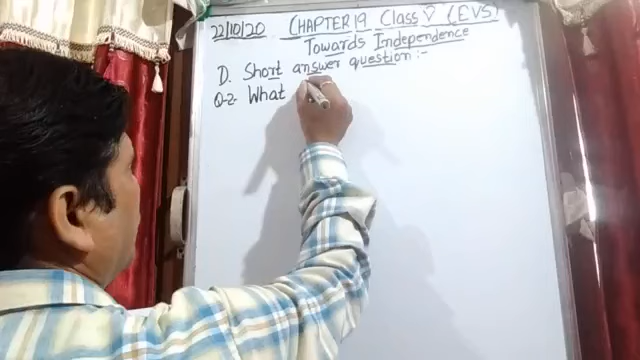 22/10/20 CHAPTER 19 Class V (EVS)
Towards Independence
D. Short answer question :-
Q-2. What